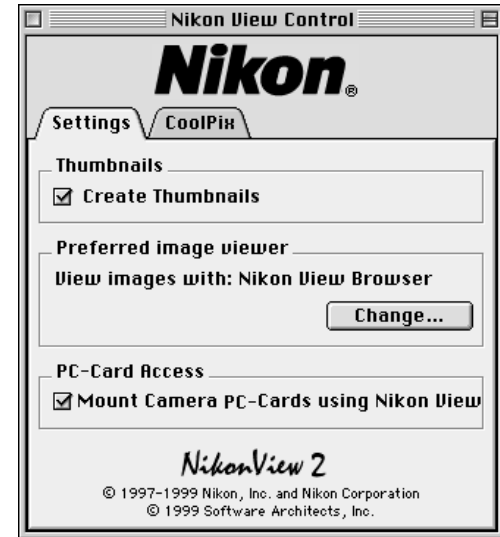 Nikon View Control
Nikon®
Settings CoolPix
Thumbnails
Create Thumbnails
Preferred image viewer
View images with: Nikon View Browser
Change...
PC-Card Access
Mount Camera PC-Cards using Nikon View
NikonView 2
© 1997-1999 Nikon, Inc. and Nikon Corporation
© 1999 Software Architects, Inc.